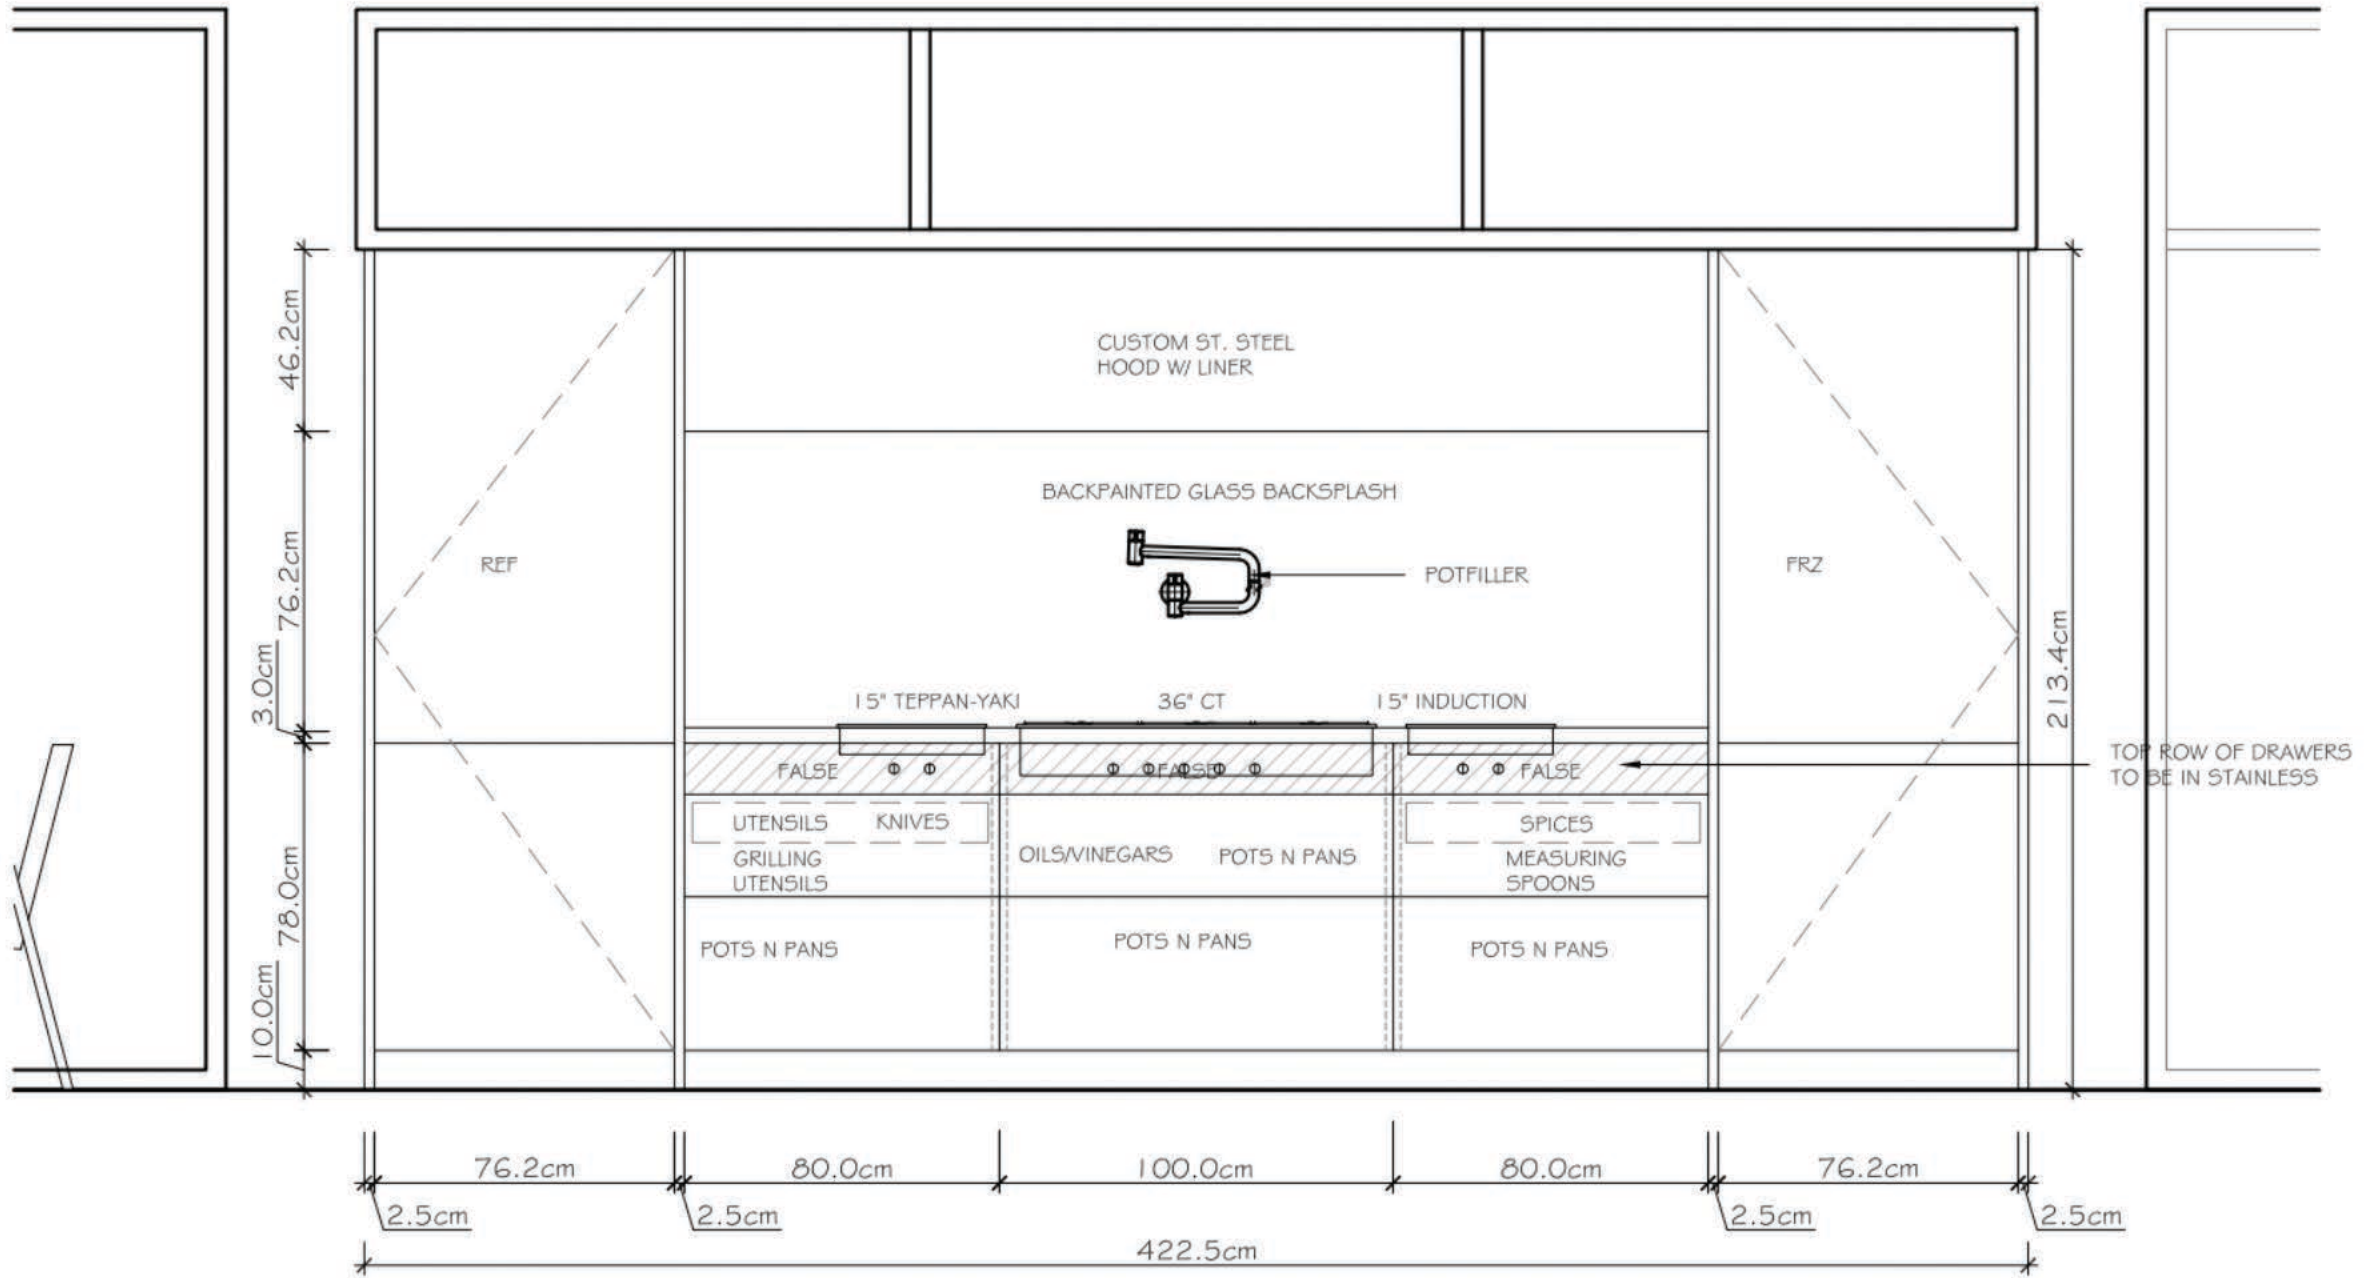 CUSTOM ST. STEEL
HOOD W/ LINER
46.2cm
BACKPAINTED GLASS BACKSPLASH
REF
POTFILLER
FRZ
76.2cm
213.4cm
3.0cm
15" TEPPAN-YAKI
36" CT
15" INDUCTION
TOP ROW OF DRAWERS
TO BE IN STAINLESS
FALSE
FALSE
FALSE
UTENSILS KNIVES
SPICES
GRILLING
UTENSILS
OILS/VINEGARS
POTS N PANS
MEASURING
SPOONS
78.0cm
POTS N PANS
POTS N PANS
POTS N PANS
10.0cm
76.2cm
80.0cm
100.0cm
80.0cm
76.2cm
2.5cm
2.5cm
2.5cm
2.5cm
422.5cm